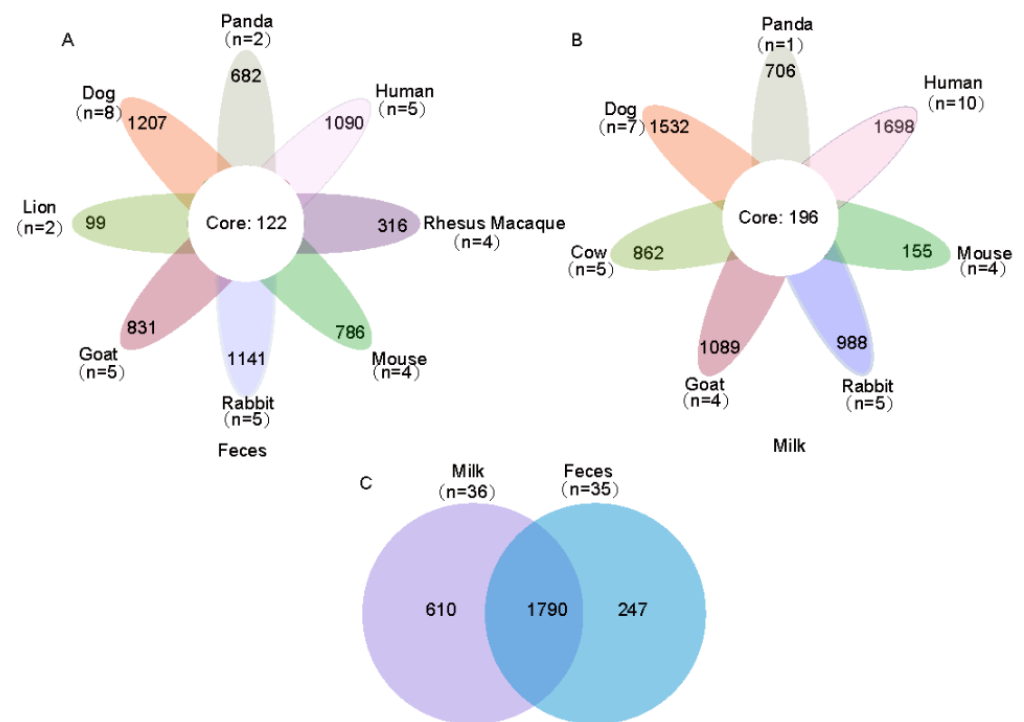 A
Panda
(n=2)
682
Human
(n=5)
1090
Rhesus Macaque
(n=4)
316
Mouse
(n=4)
786
Rabbit
(n=5)
1141
Goat
(n=5)
831
Lion
(n=2)
99
Dog
(n=8)
1207
Core: 122
Feces
B
Panda
(n=1)
706
Human
(n=10)
1698
Mouse
(n=4)
155
Rabbit
(n=5)
988
Goat
(n=4)
1089
Cow
(n=5)
862
Dog
(n=7)
1532
Core: 196
Milk
C
Milk
(n=36)
Feces
(n=35)
610
1790
247